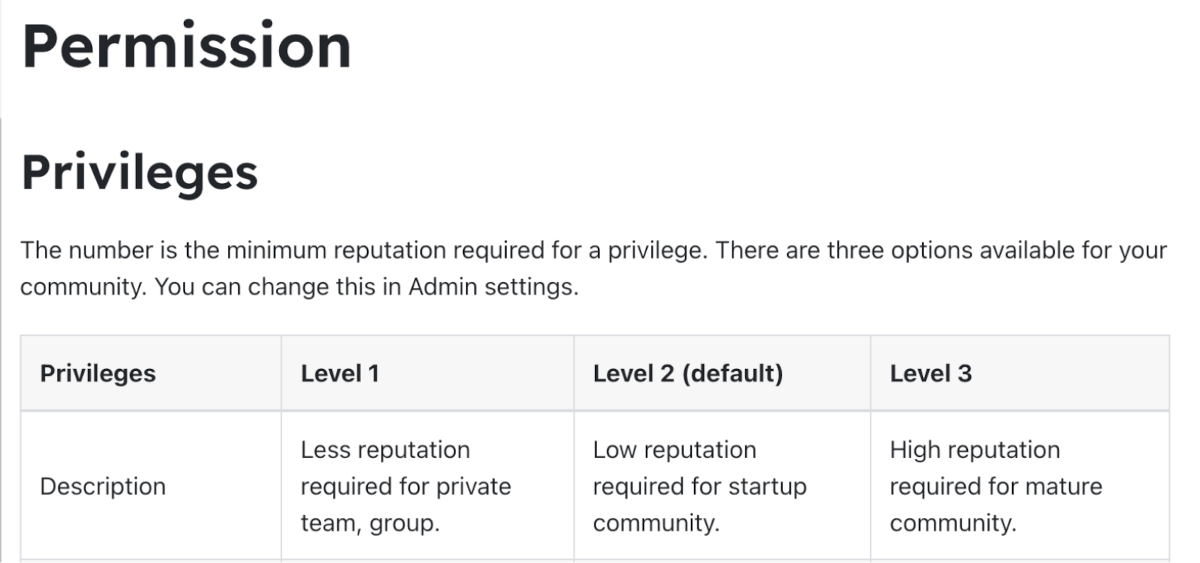 Permission
Privileges
The number is the minimum reputation required for a privilege. There are three options available for your
community. You can change this in Admin settings.
Privileges
Level 1
Level 2 (default)
Level 3
Description
Less reputation
required for private
team, group.
Low reputation
required for startup
community.
High reputation
required for mature
community.